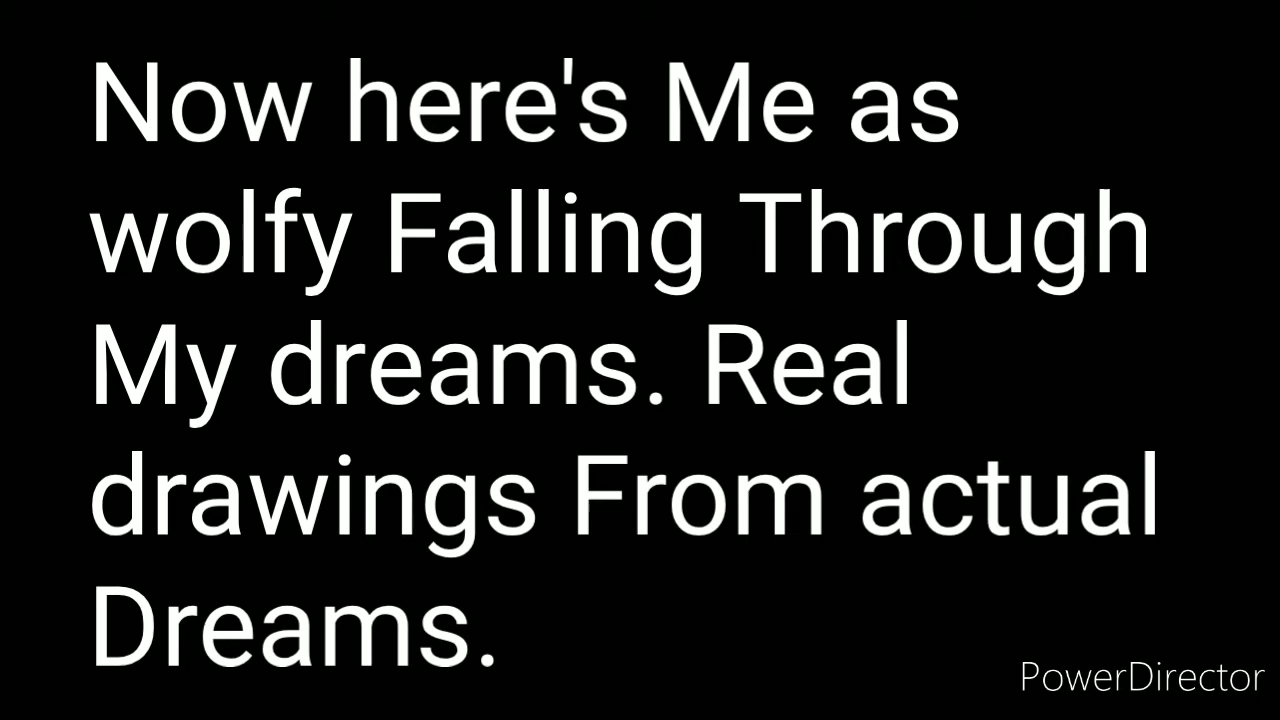 Now here's Me as
wolfy Falling Through
My dreams. Real
drawings From actual
Dreams.
PowerDirector